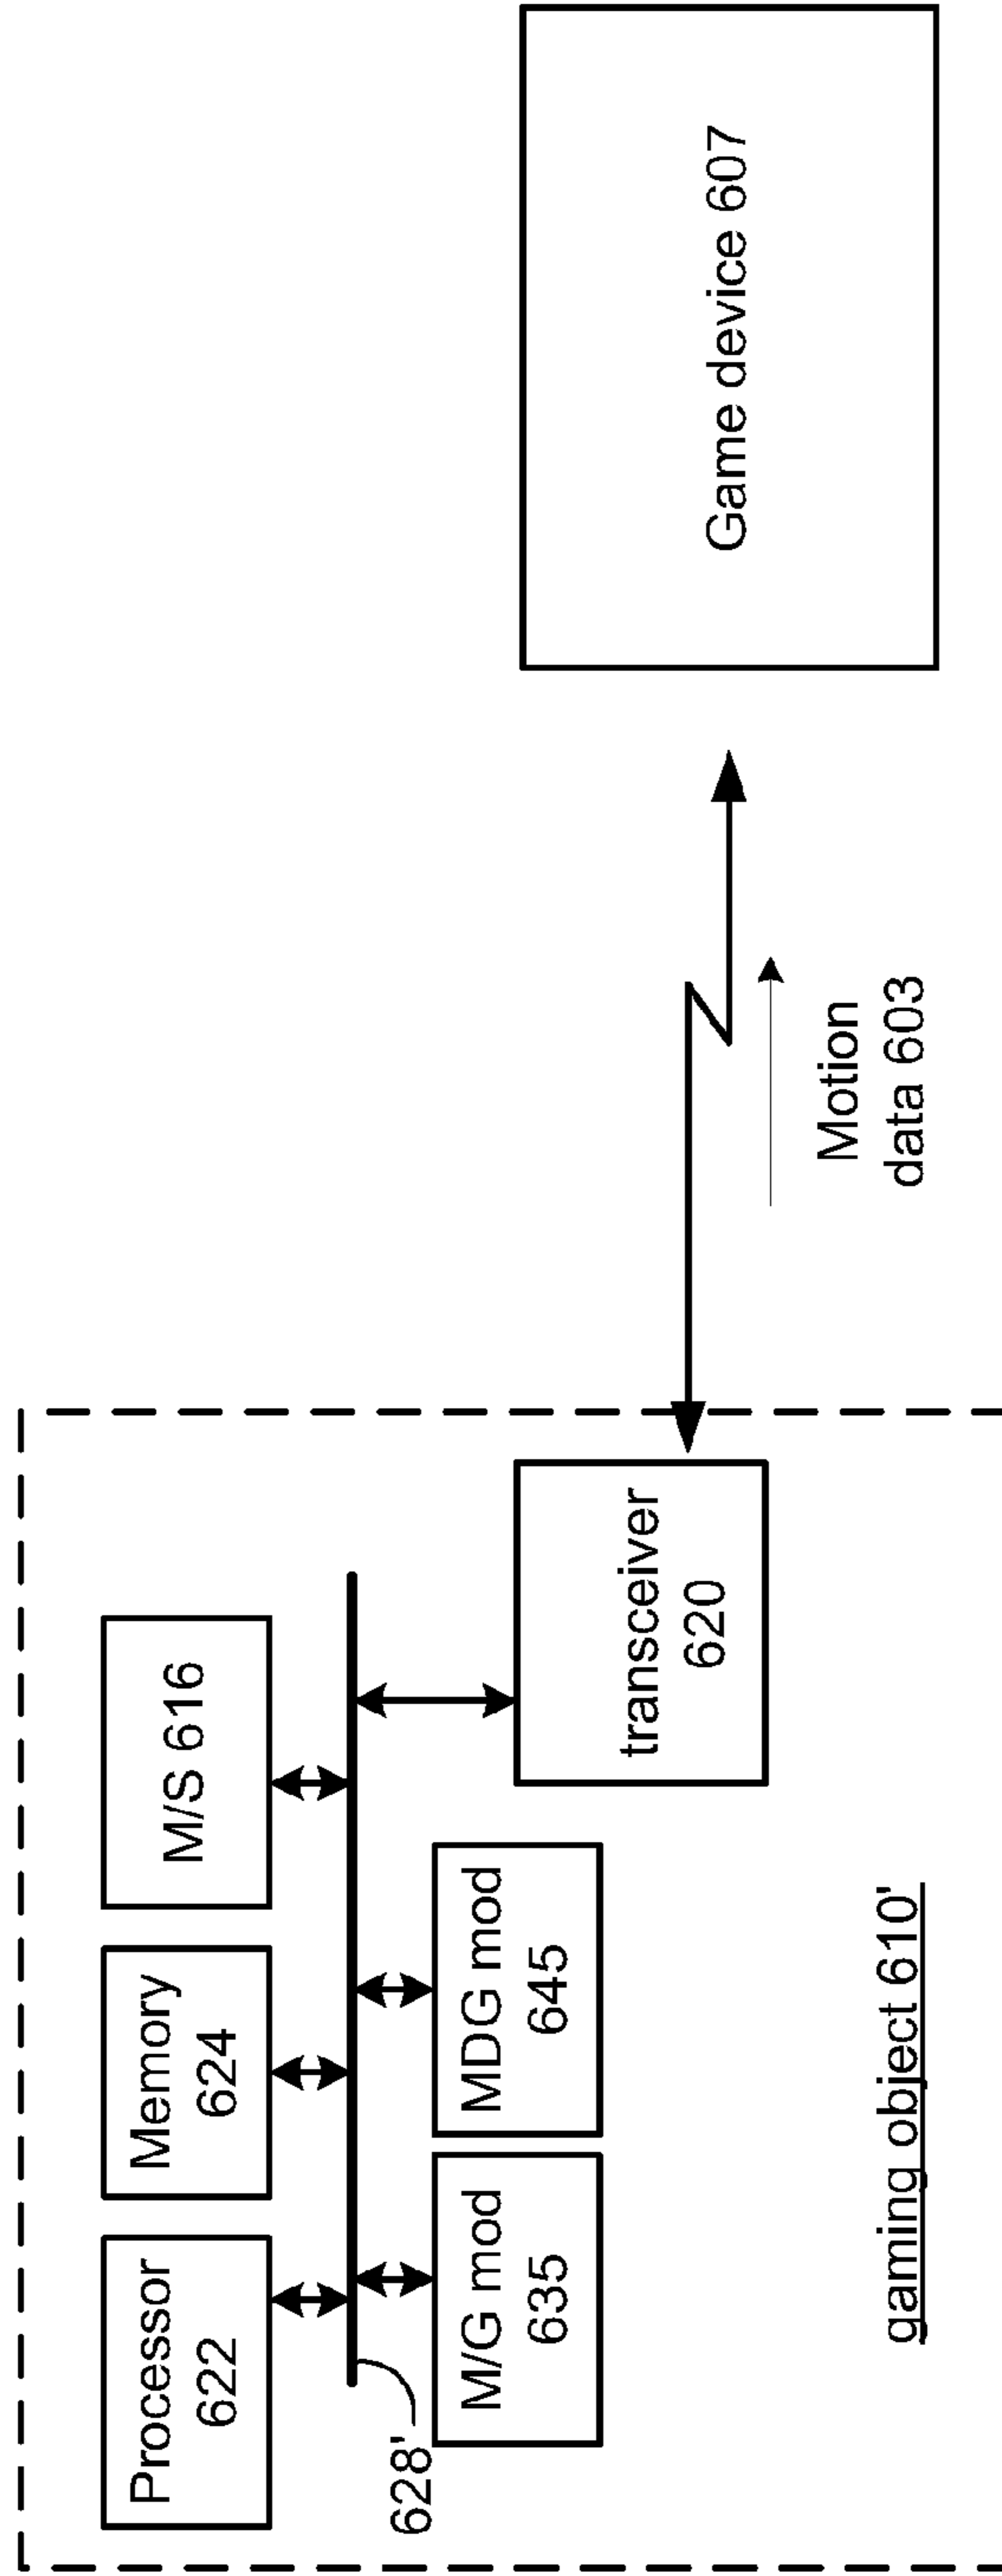 Processor
622
Memory
624
M/S 616
628'
M/G mod
635
MDG mod
645
transceiver
620
gaming object 610'
Motion
data 603
Game device 607